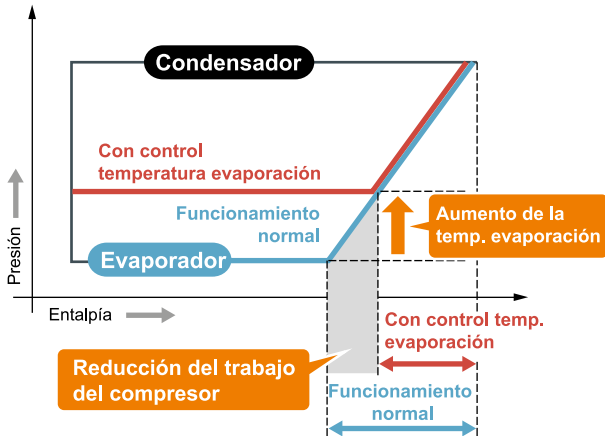 Condensador
Con control
temperatura evaporación
Funcionamiento
normal
Evaporador
Aumento de la
temp. evaporación
Presión
Entalpía
Con control temp.
evaporación
Reducción del trabajo
del compresor
Funcionamiento
normal